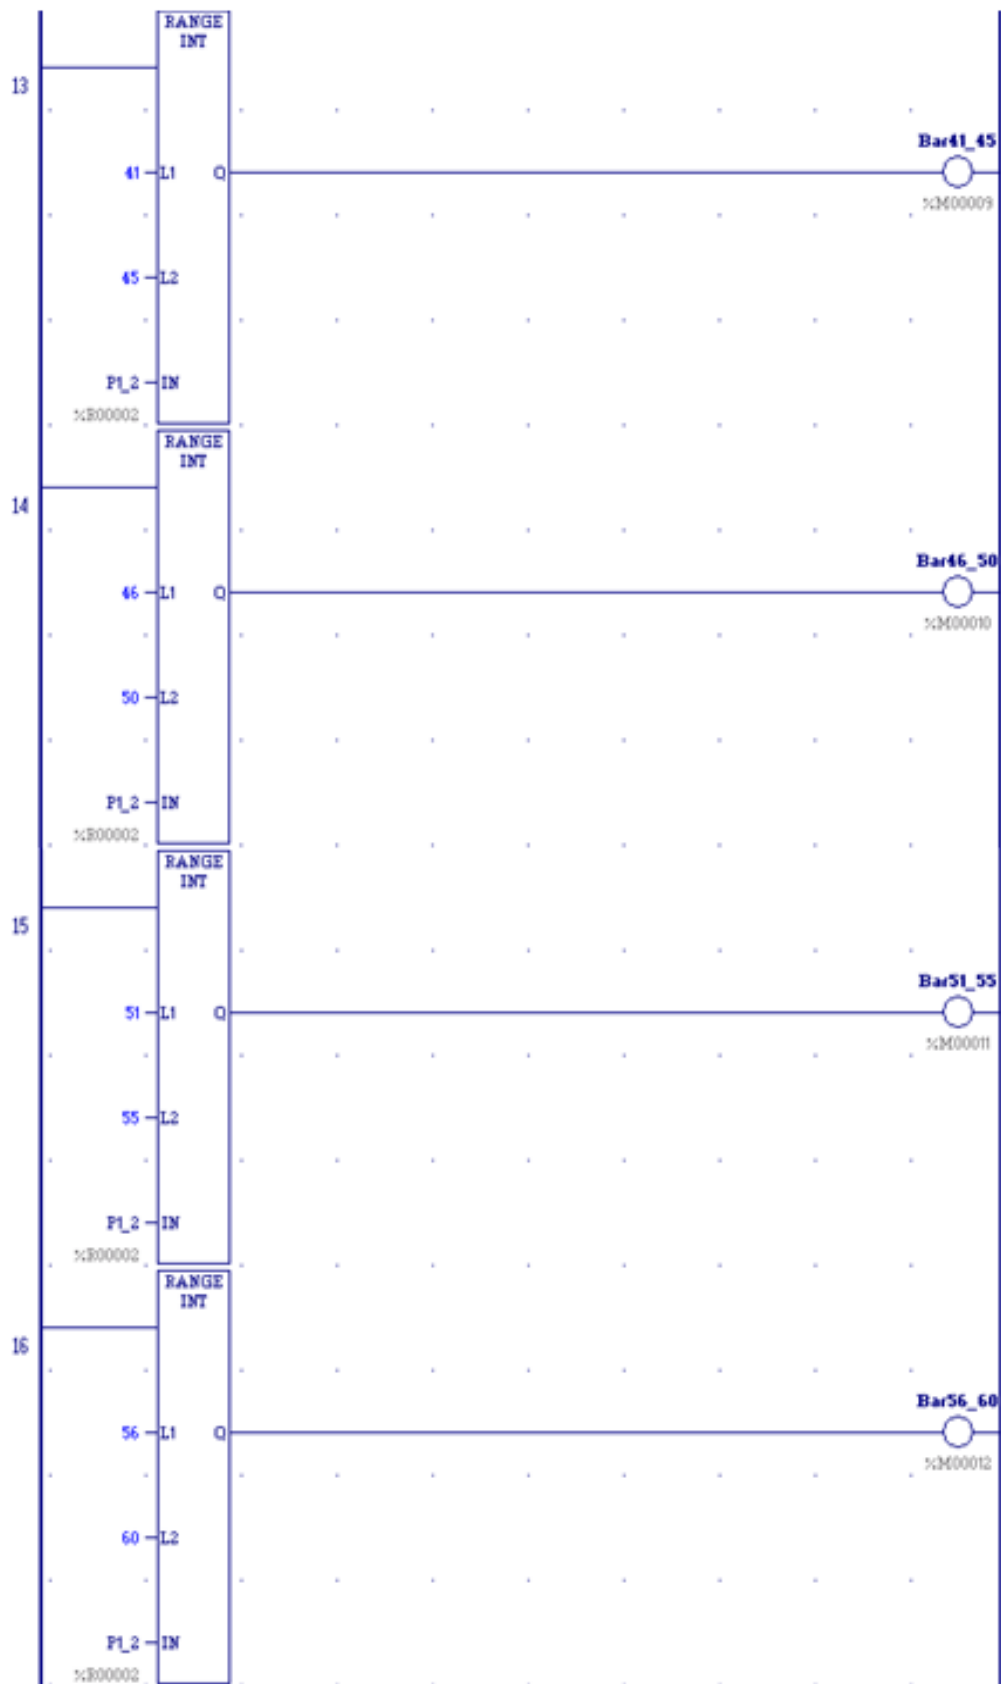 RANGE
INT
13
Bar41_45
41 L1 Q
%M00009
45 L2
P1_2 IN
%R00002
RANGE
INT
14
Bar46_50
46 L1 Q
%M00010
50 L2
P1_2 IN
%R00002
RANGE
INT
15
Bar51_55
51 L1 Q
%M00011
55 L2
P1_2 IN
%R00002
RANGE
INT
16
Bar56_60
56 L1 Q
%M00012
60 L2
P1_2 IN
%R00002